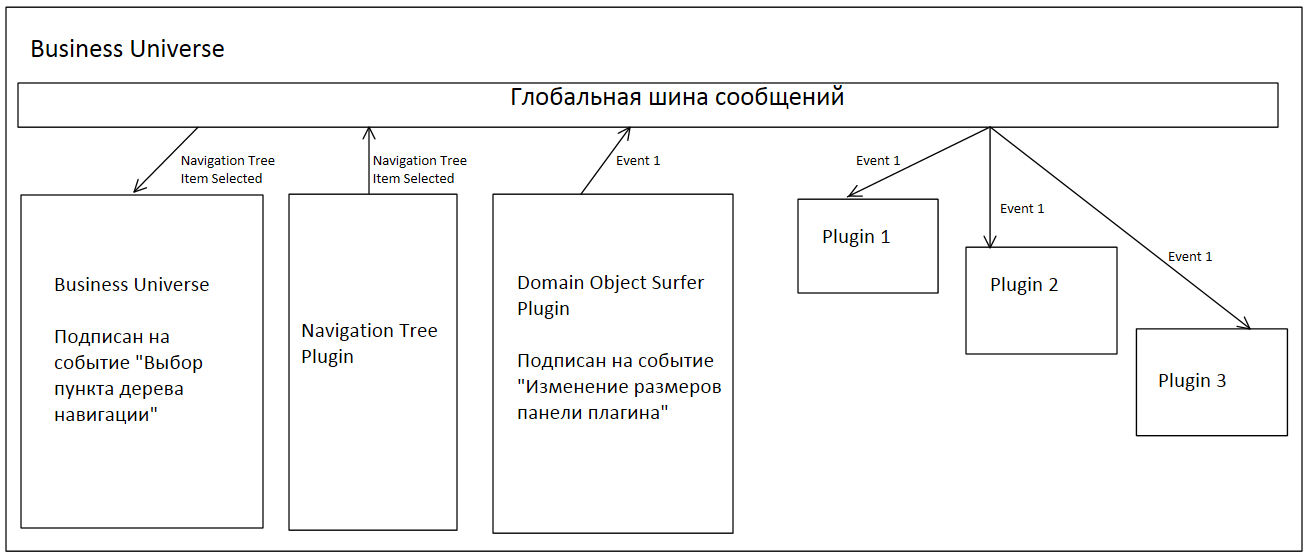 Business Universe
Глобальная шина сообщений
Navigation Tree
Item Selected
Navigation Tree
Item Selected
Event 1
Event 1
Event 1
Event 1
Business Universe
Подписан на
событие "Выбор
пункта дерева
навигации"
Navigation Tree
Plugin
Domain Object Surfer
Plugin
Подписан на событие
"Изменение размеров
панели плагина"
Plugin 1
Plugin 2
Plugin 3